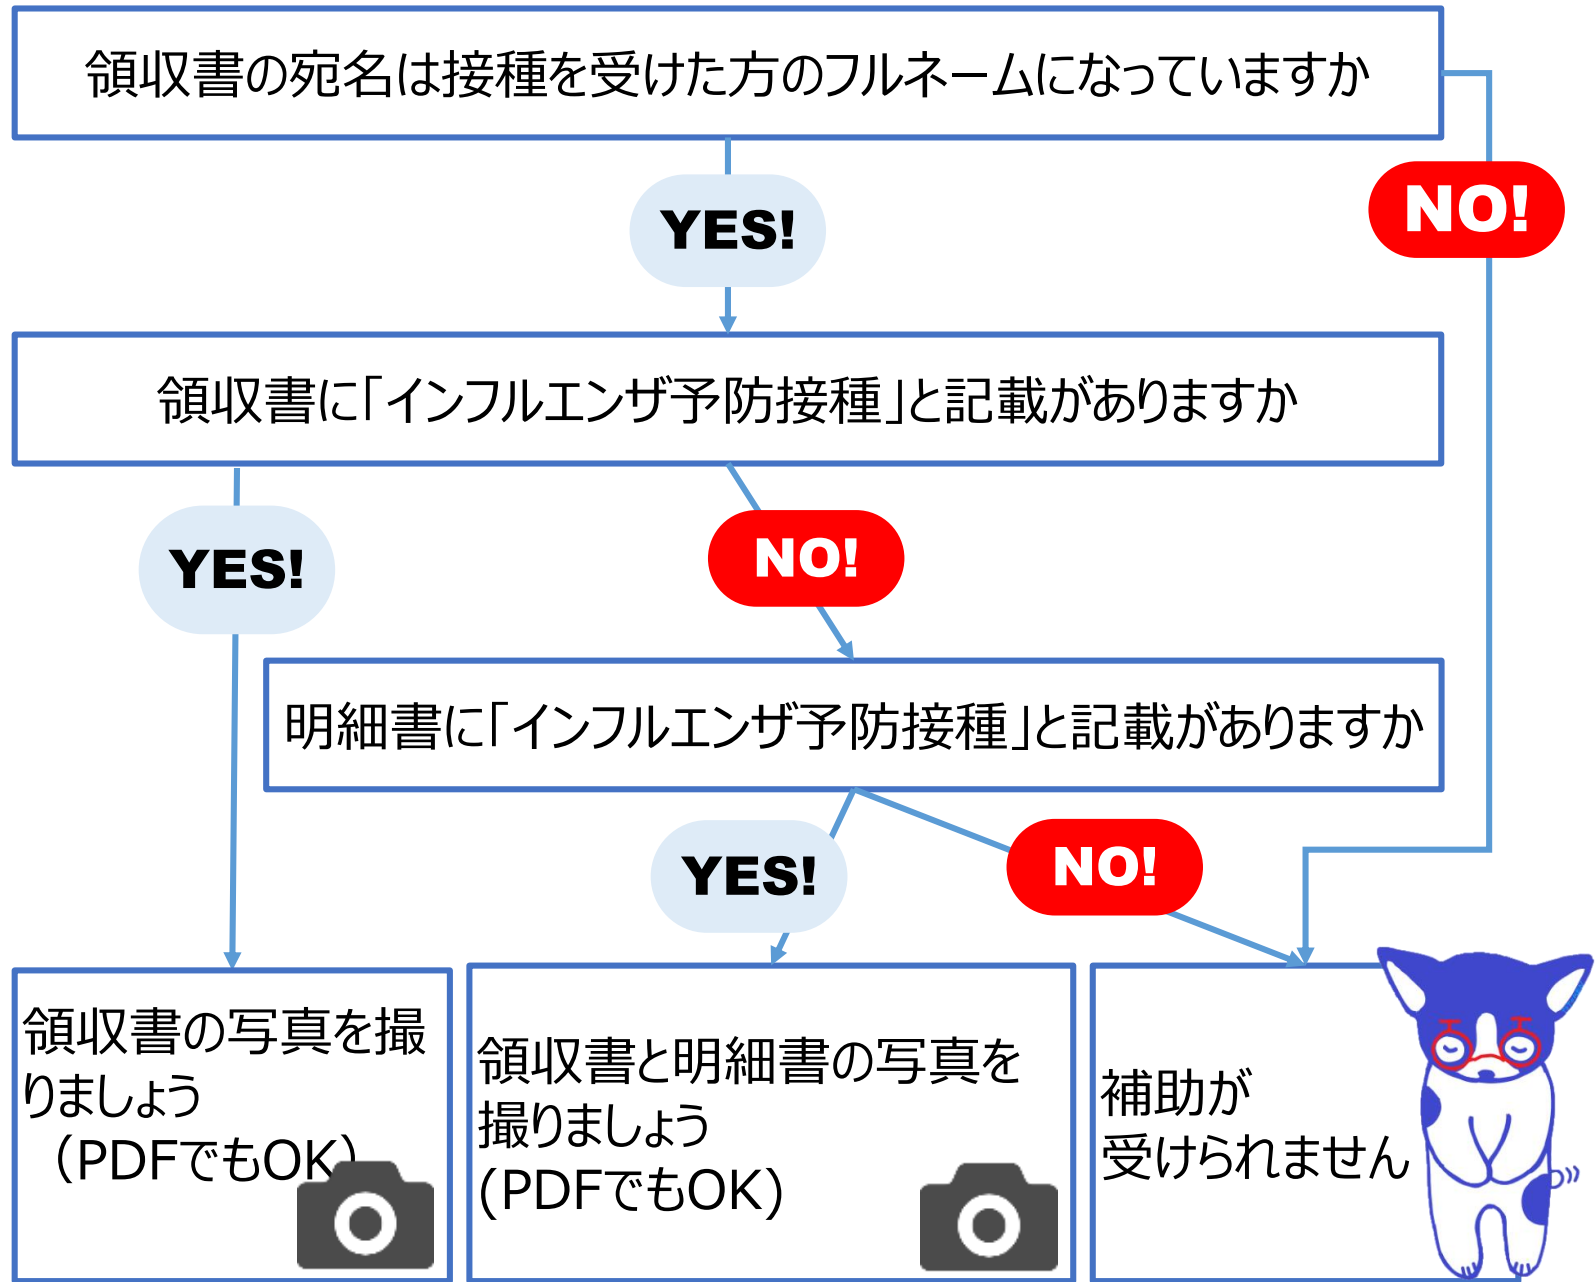 領収書の宛名は接種を受けた方のフルネームになっていますか
NO!
YES!
領収書に「インフルエンザ予防接種」と記載がありますか
YES!
NO!
明細書に「インフルエンザ予防接種」と記載がありますか
YES!
NO!
領収書の写真を撮
りましょう
（PDFでもOK）
領収書と明細書の写真を
撮りましょう
(PDFでもOK)
補助が
受けられません